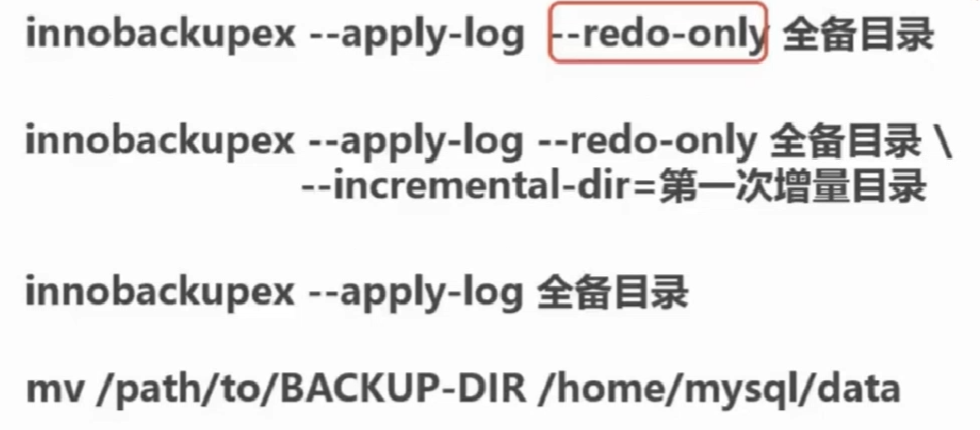 innobackupex --apply-log --redo-only 全备目录
innobackupex --apply-log --redo-only 全备目录 \
--incremental-dir=第一次增量目录
innobackupex --apply-log 全备目录
mv /path/to/BACKUP-DIR /home/mysql/data